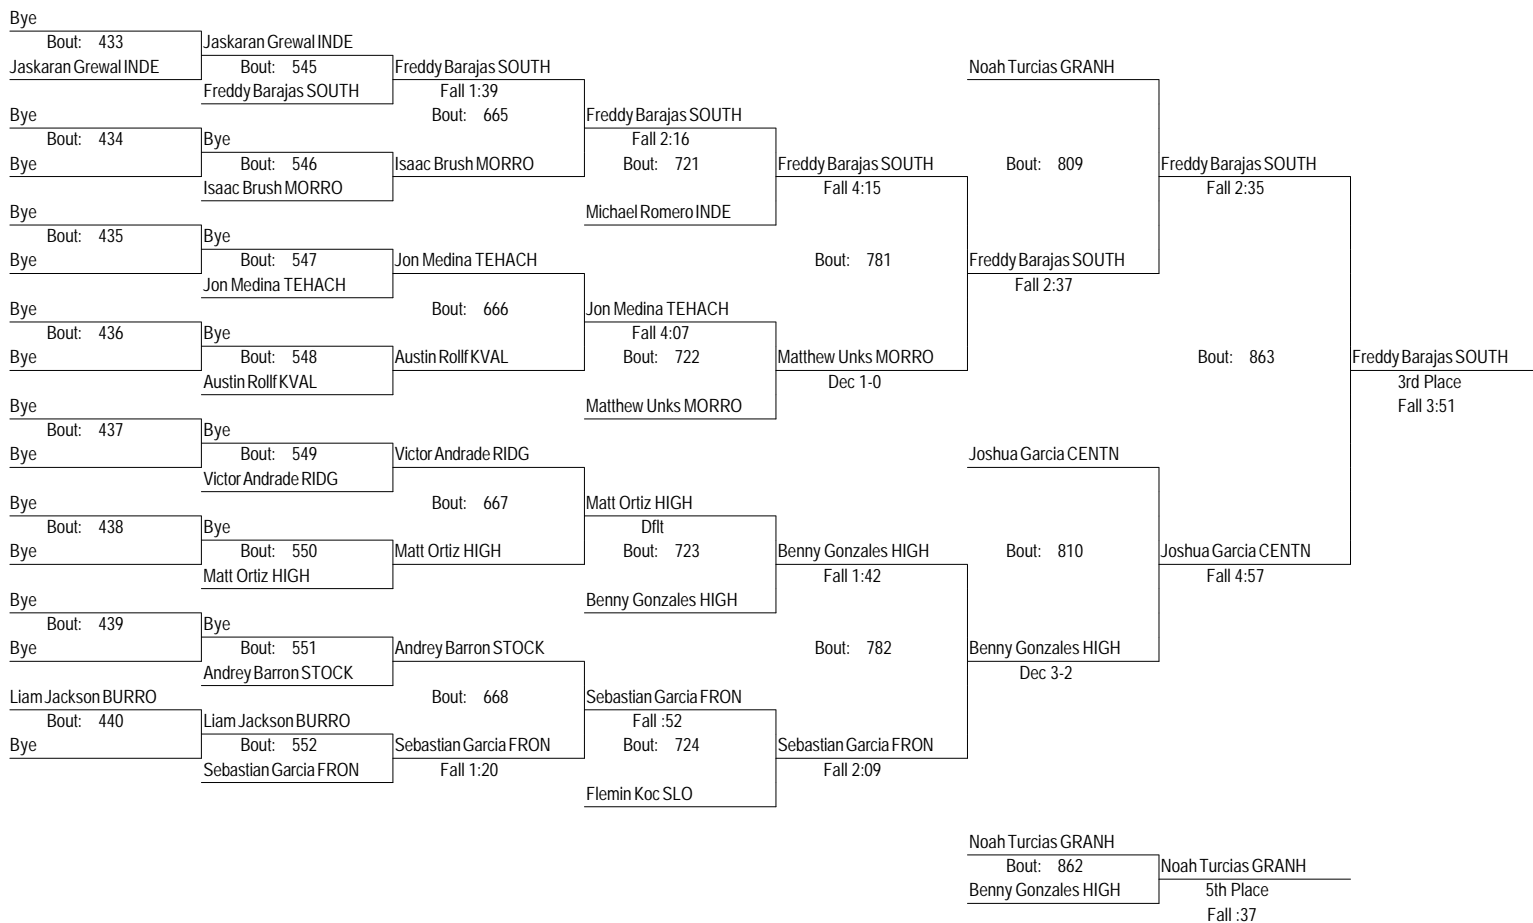 Bye
Bout: 433
Jaskaran Grewal INDE
Bye
Bout: 434
Bye
Bye
Bout: 435
Bye
Bye
Bout: 436
Bye
Bye
Bout: 437
Bye
Bye
Bout: 438
Bye
Bye
Bout: 439
Bye
Liam Jackson BURRO
Bout: 440
Bye
Jaskaran Grewal INDE
Bout: 545
Freddy Barajas SOUTH
Bye
Bout: 546
Isaac Brush MORRO
Bye
Bout: 547
Jon Medina TEHACH
Bye
Bout: 548
Austin Rollf KVAL
Bye
Bout: 549
Victor Andrade RIDG
Bye
Bout: 550
Matt Ortiz HIGH
Bye
Bout: 551
Andrey Barron STOCK
Liam Jackson BURRO
Bout: 552
Sebastian Garcia FRON
Freddy Barajas SOUTH
Fall 1:39
Bout: 665
Isaac Brush MORRO
Jon Medina TEHACH
Bout: 666
Austin Rollf KVAL
Victor Andrade RIDG
Bout: 667
Matt Ortiz HIGH
Andrey Barron STOCK
Bout: 668
Sebastian Garcia FRON
Fall 1:20
Freddy Barajas SOUTH
Fall 2:16
Bout: 721
Michael Romero INDE
Jon Medina TEHACH
Fall 4:07
Bout: 722
Matthew Unks MORRO
Matt Ortiz HIGH
Dflt
Bout: 723
Benny Gonzales HIGH
Sebastian Garcia FRON
Fall :52
Bout: 724
Flemin Koc SLO
Freddy Barajas SOUTH
Fall 4:15
Bout: 781
Matthew Unks MORRO
Dec 1-0
Benny Gonzales HIGH
Fall 1:42
Bout: 782
Sebastian Garcia FRON
Fall 2:09
Noah Turcias GRANH
Bout: 809
Freddy Barajas SOUTH
Fall 2:37
Joshua Garcia CENTN
Bout: 810
Benny Gonzales HIGH
Dec 3-2
Freddy Barajas SOUTH
Fall 2:35
Bout: 863
Joshua Garcia CENTN
Fall 4:57
Freddy Barajas SOUTH
3rd Place
Fall 3:51
Noah Turcias GRANH
Bout: 862
Benny Gonzales HIGH
Noah Turcias GRANH
5th Place
Fall :37